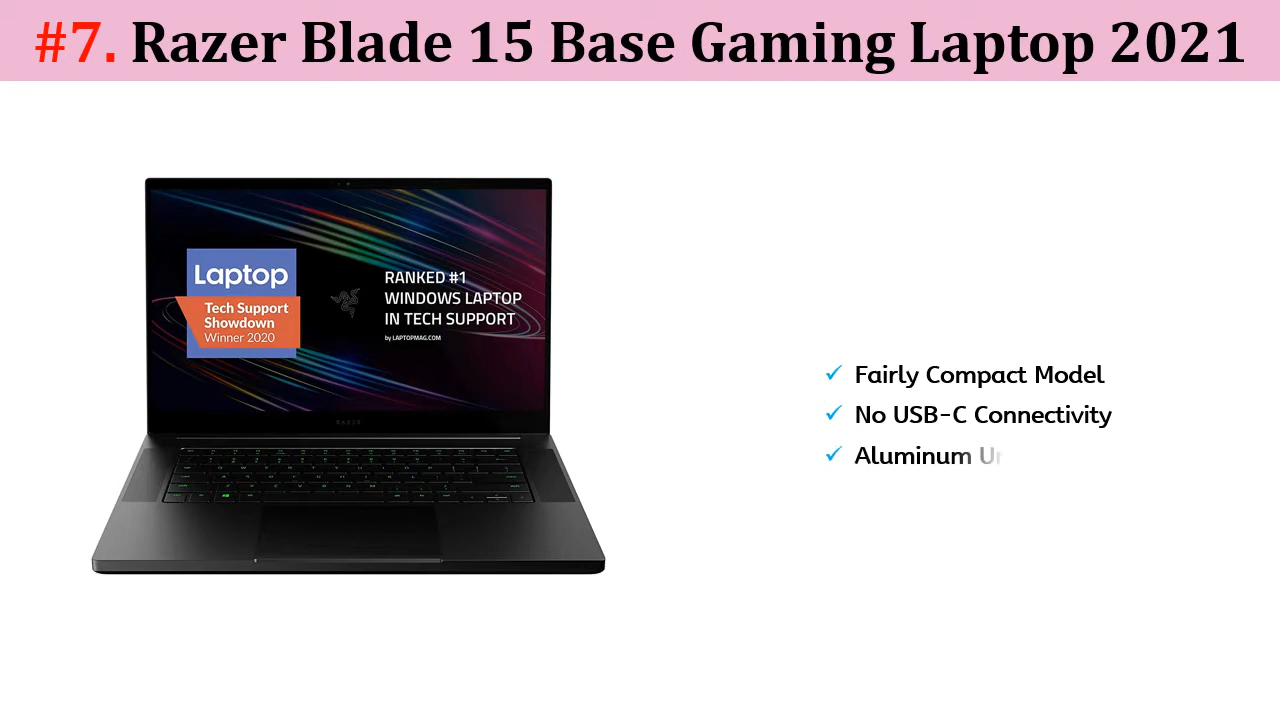 #7. Razer Blade 15 Base Gaming Laptop 2021
Laptop
Tech Support
Showdown
Winner 2020
RANKED #1
WINDOWS LAPTOP
IN TECH SUPPORT
by LAPTOPMAG.COM
RAZER
Fairly Compact Model
No USB-C Connectivity
Aluminum